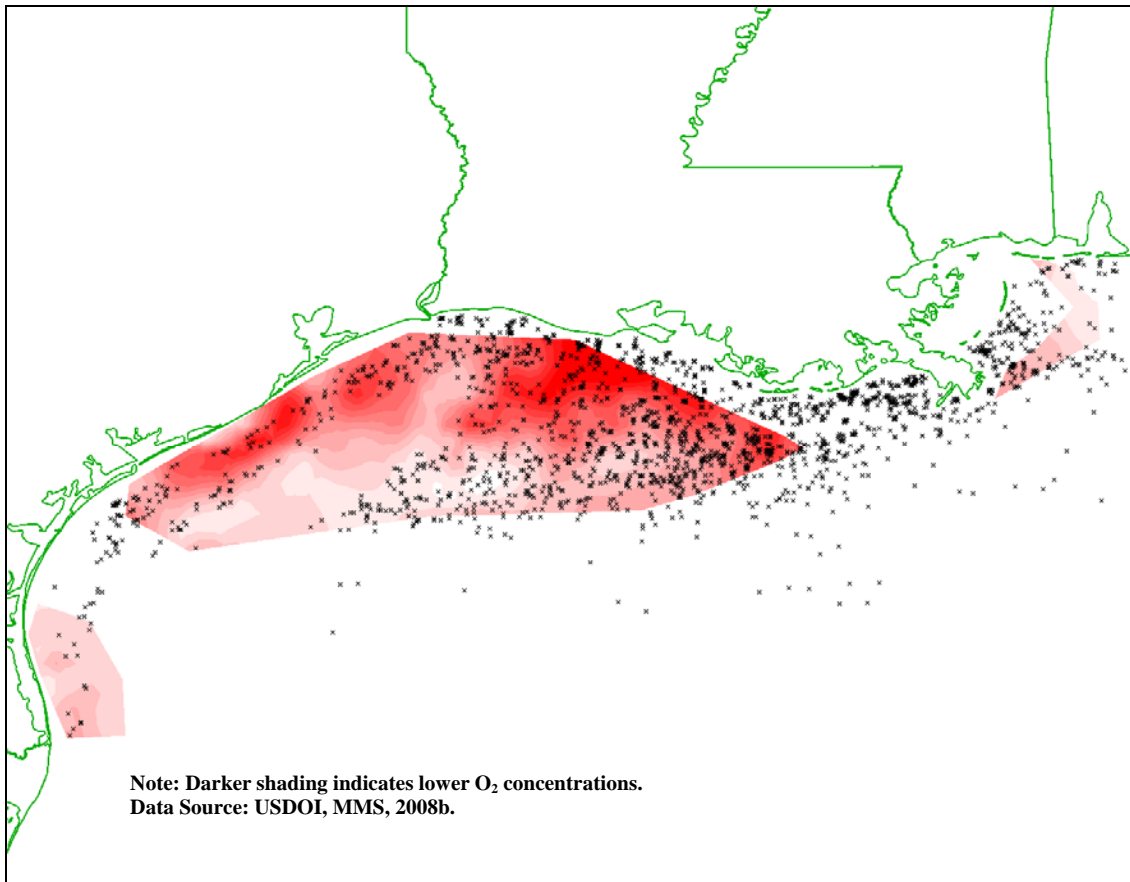 Note: Darker shading indicates lower O₂ concentrations.
Data Source: USDOI, MMS, 2008b.